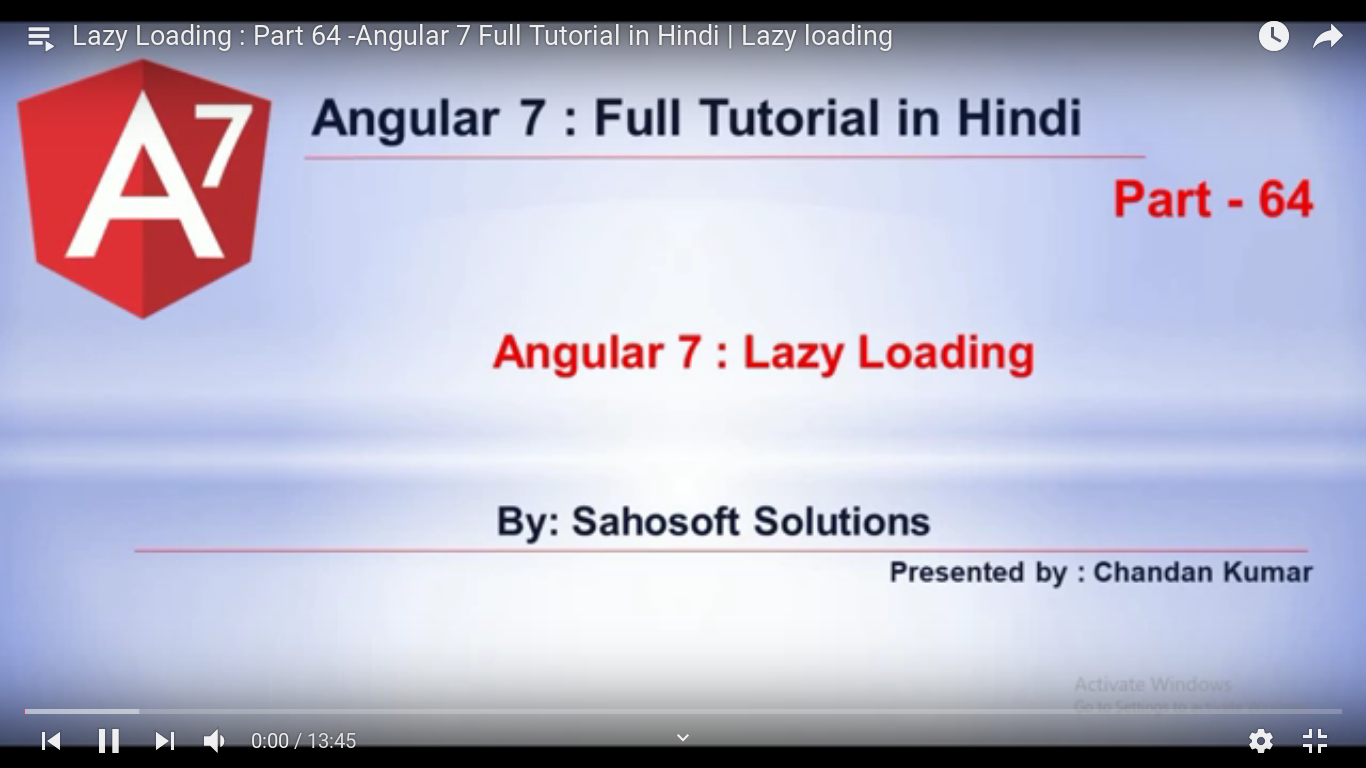 Lazy Loading : Part 64 -Angular 7 Full Tutorial in Hindi | Lazy loading
A7
Angular 7 : Full Tutorial in Hindi
Part - 64
Angular 7 : Lazy Loading
By: Sahosoft Solutions
Presented by : Chandan Kumar
Activate Windows
Go to Settings to activate
0:00 / 13:45